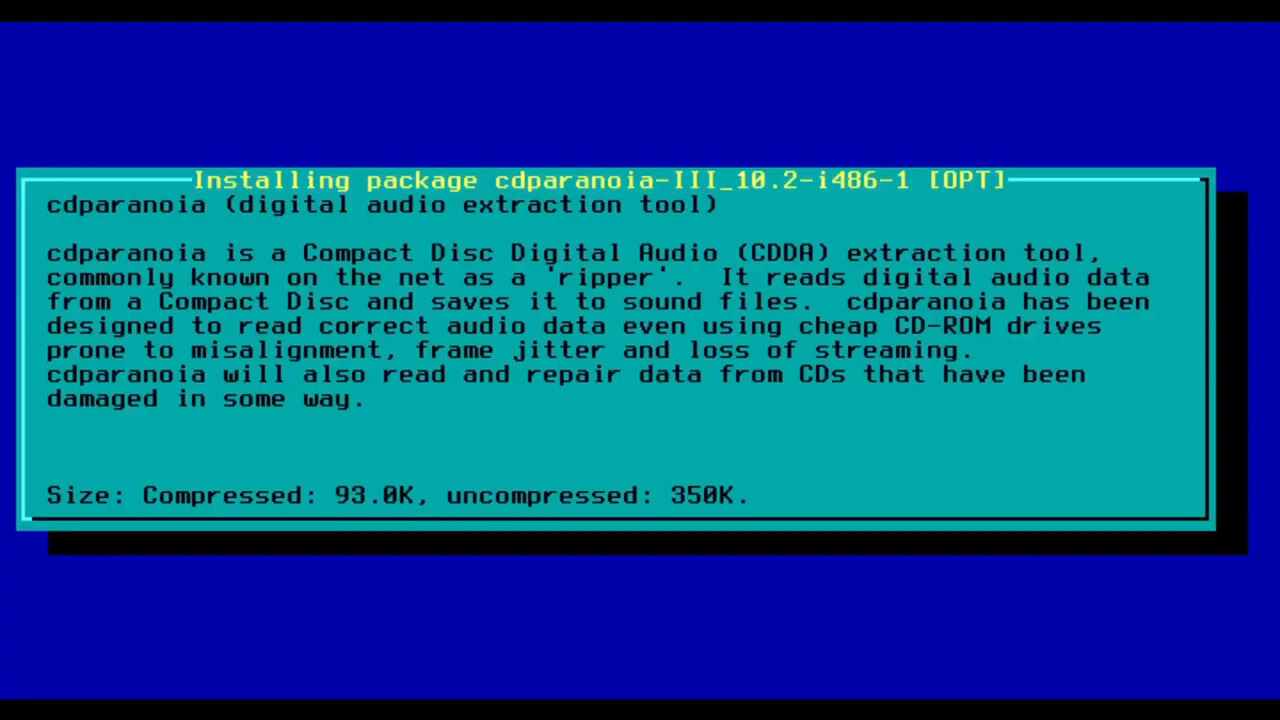 Installing package cdparanoia-III_10.2-i486-1 [OPT]
cdparanoia (digital audio extraction tool)
cdparanoia is a Compact Disc Digital Audio (CDDA) extraction tool,
commonly known on the net as a 'ripper'.  It reads digital audio data
from a Compact Disc and saves it to sound files.  cdparanoia has been
designed to read correct audio data even using cheap CD-ROM drives
prone to misalignment, frame jitter and loss of streaming.
cdparanoia will also read and repair data from CDs that have been
damaged in some way.
Size: Compressed: 93.0K, uncompressed: 350K.